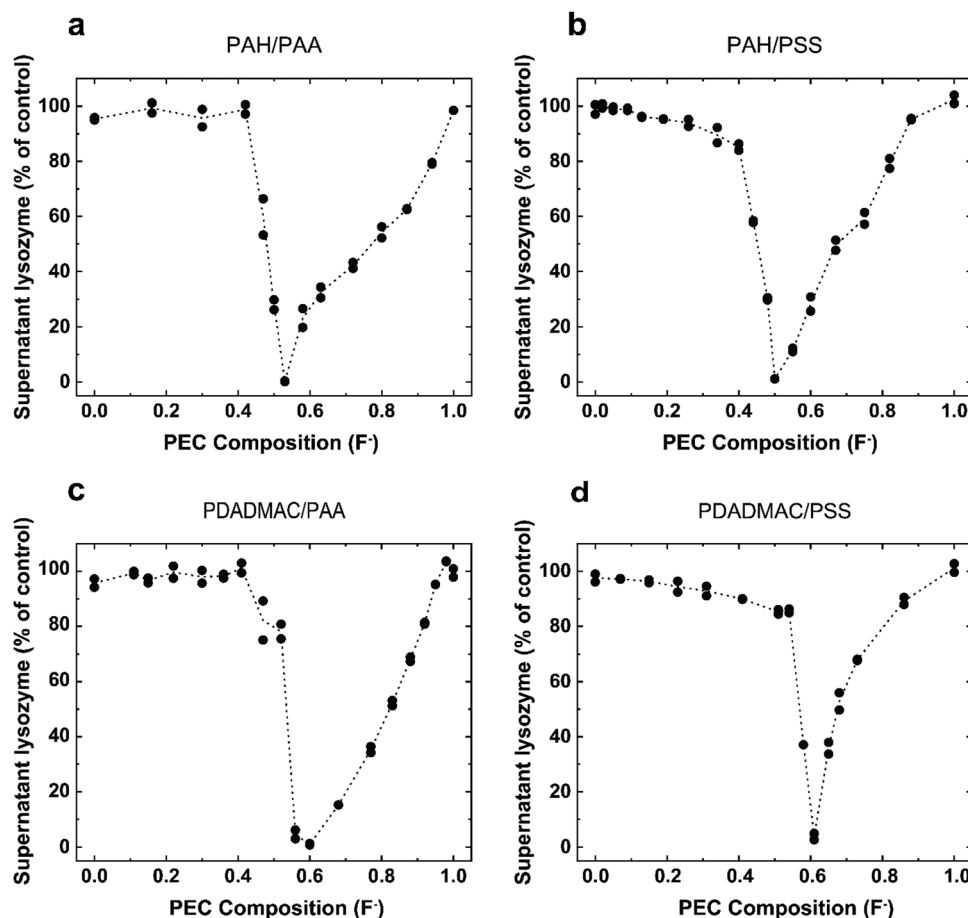 a
PAH/PAA
Supernatant lysozyme (% of control)
100
80
60
40
20
0
0.0 0.2 0.4 0.6 0.8 1.0
PEC Composition (F⁻)
b
PAH/PSS
Supernatant lysozyme (% of control)
100
80
60
40
20
0
0.0 0.2 0.4 0.6 0.8 1.0
PEC Composition (F⁻)
c
PDADMAC/PAA
Supernatant lysozyme (% of control)
100
80
60
40
20
0
0.0 0.2 0.4 0.6 0.8 1.0
PEC Composition (F⁻)
d
PDADMAC/PSS
Supernatant lysozyme (% of control)
100
80
60
40
20
0
0.0 0.2 0.4 0.6 0.8 1.0
PEC Composition (F⁻)